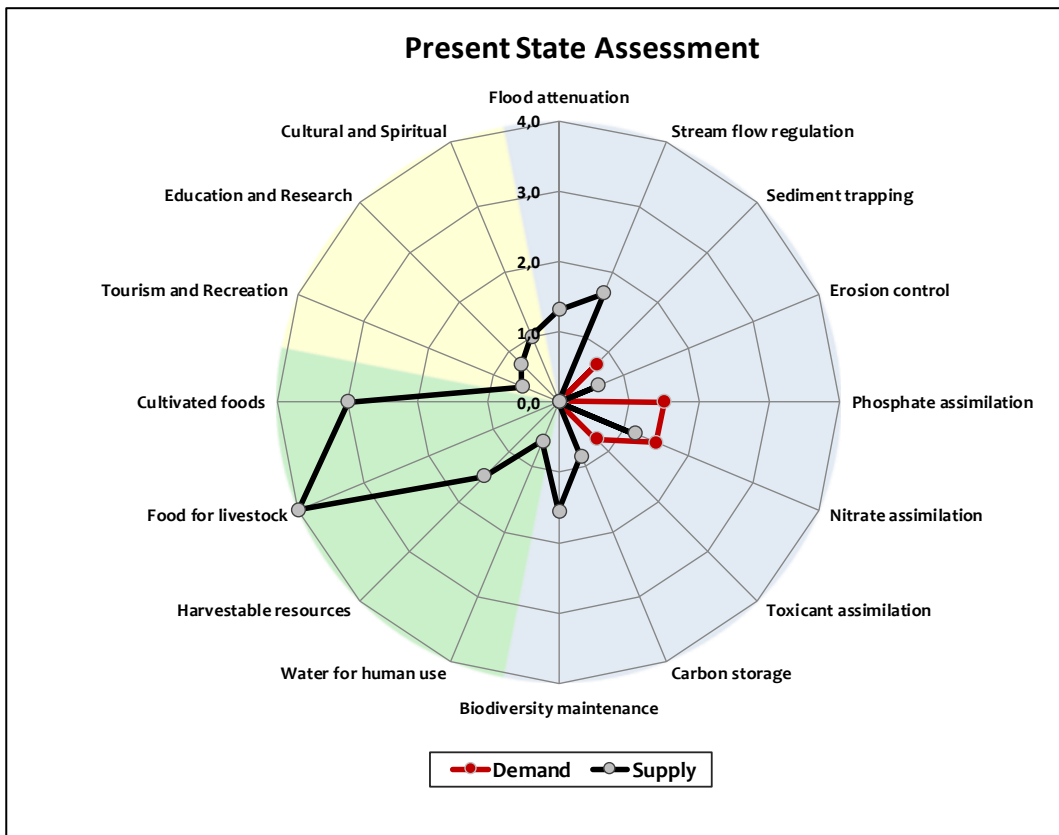 Present State Assessment
Flood attenuation
Stream flow regulation
Sediment trapping
Erosion control
Phosphate assimilation
Nitrate assimilation
Toxicant assimilation
Carbon storage
Biodiversity maintenance
Water for human use
Harvestable resources
Food for livestock
Cultivated foods
Tourism and Recreation
Education and Research
Cultural and Spiritual
4,0
3,0
2,0
1,0
0,0
Demand
Supply